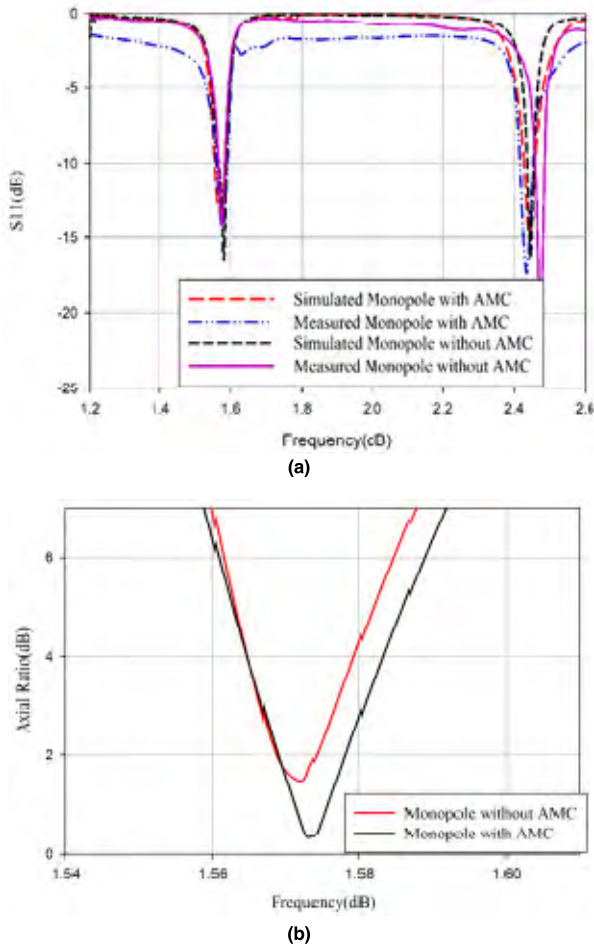 0
-5
-10
-15
-20
-25
S11(dB)
Simulated Monopole with AMC
Measured Monopole with AMC
Simulated Monopole without AMC
Measured Monopole without AMC
1.2 1.4 1.6 1.8 2.0 2.2 2.4 2.6
Frequency(dB)
(a)
6
4
2
0
Axial Ratio(dB)
Monopole without AMC
Monopole with AMC
1.54 1.56 1.58 1.60
Frequency(dB)
(b)